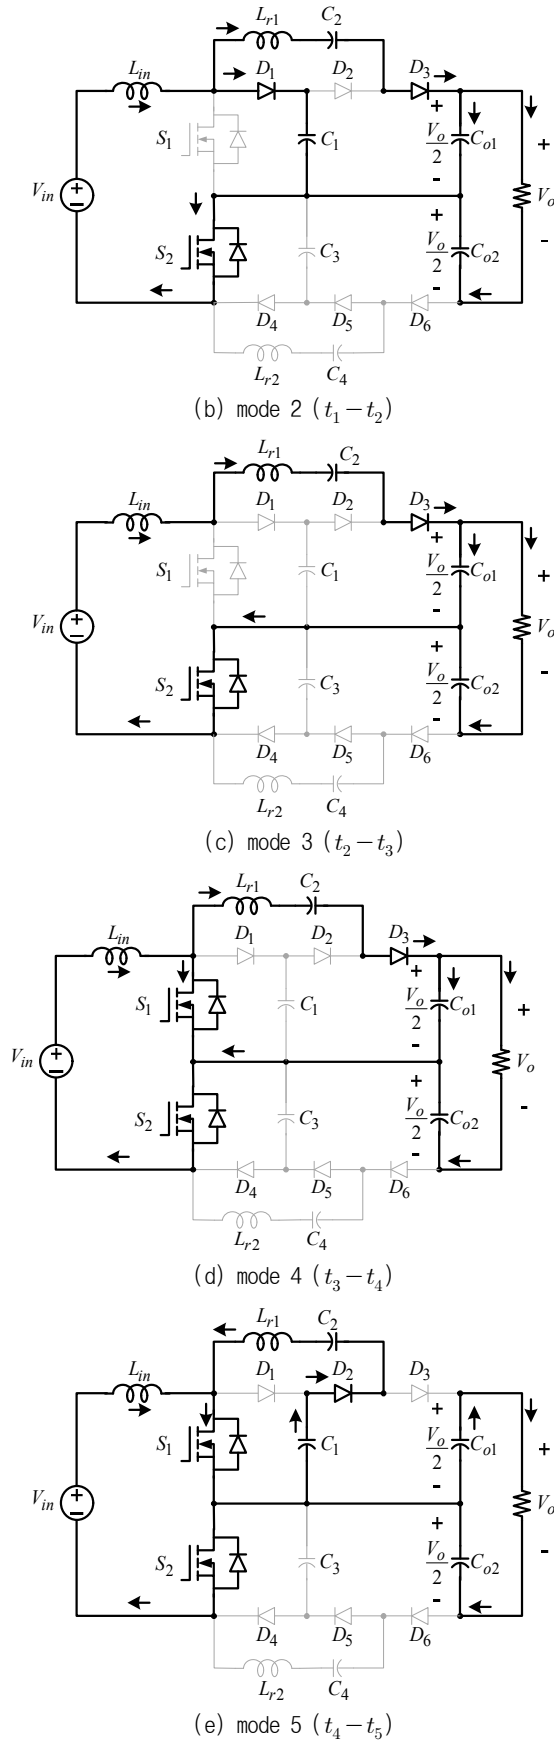 L_r1 C_2
L_in D_1 D_2 D_3
+
S_1 C_1 V_o/2 C_o1 +
-
V_in + - V_o
+ -
S_2 C_3 V_o/2 C_o2
-
D_4 D_5 D_6
L_r2 C_4
(b) mode 2 (t_1-t_2)
L_r1 C_2
L_in D_1 D_2 D_3
+
S_1 C_1 V_o/2 C_o1 +
-
V_in + - V_o
+ -
S_2 C_3 V_o/2 C_o2
-
D_4 D_5 D_6
L_r2 C_4
(c) mode 3 (t_2-t_3)
L_r1 C_2
L_in D_1 D_2 D_3
+
S_1 C_1 V_o/2 C_o1 +
-
V_in + - V_o
+ -
S_2 C_3 V_o/2 C_o2
-
D_4 D_5 D_6
L_r2 C_4
(d) mode 4 (t_3-t_4)
L_r1 C_2
L_in D_1 D_2 D_3
+
S_1 C_1 V_o/2 C_o1 +
-
V_in + - V_o
+ -
S_2 C_3 V_o/2 C_o2
-
D_4 D_5 D_6
L_r2 C_4
(e) mode 5 (t_4-t_5)